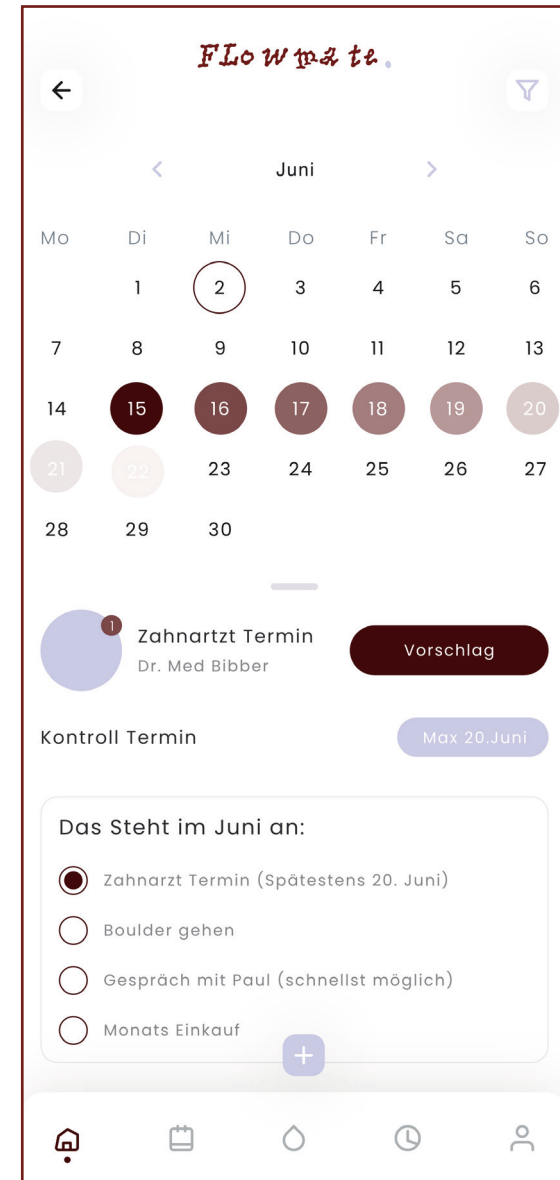 FLowmate.
Juni
Mo Di Mi Do Fr Sa So
1 2 3 4 5 6
7 8 9 10 11 12 13
14 15 16 17 18 19 20
21 22 23 24 25 26 27
28 29 30
1
Zahnartzt Termin
Dr. Med Bibber
Vorschlag
Kontroll Termin
Max 20.Juni
Das Steht im Juni an:
Zahnarzt Termin (Spätestens 20. Juni)
Boulder gehen
Gespräch mit Paul (schnellst möglich)
Monats Einkauf